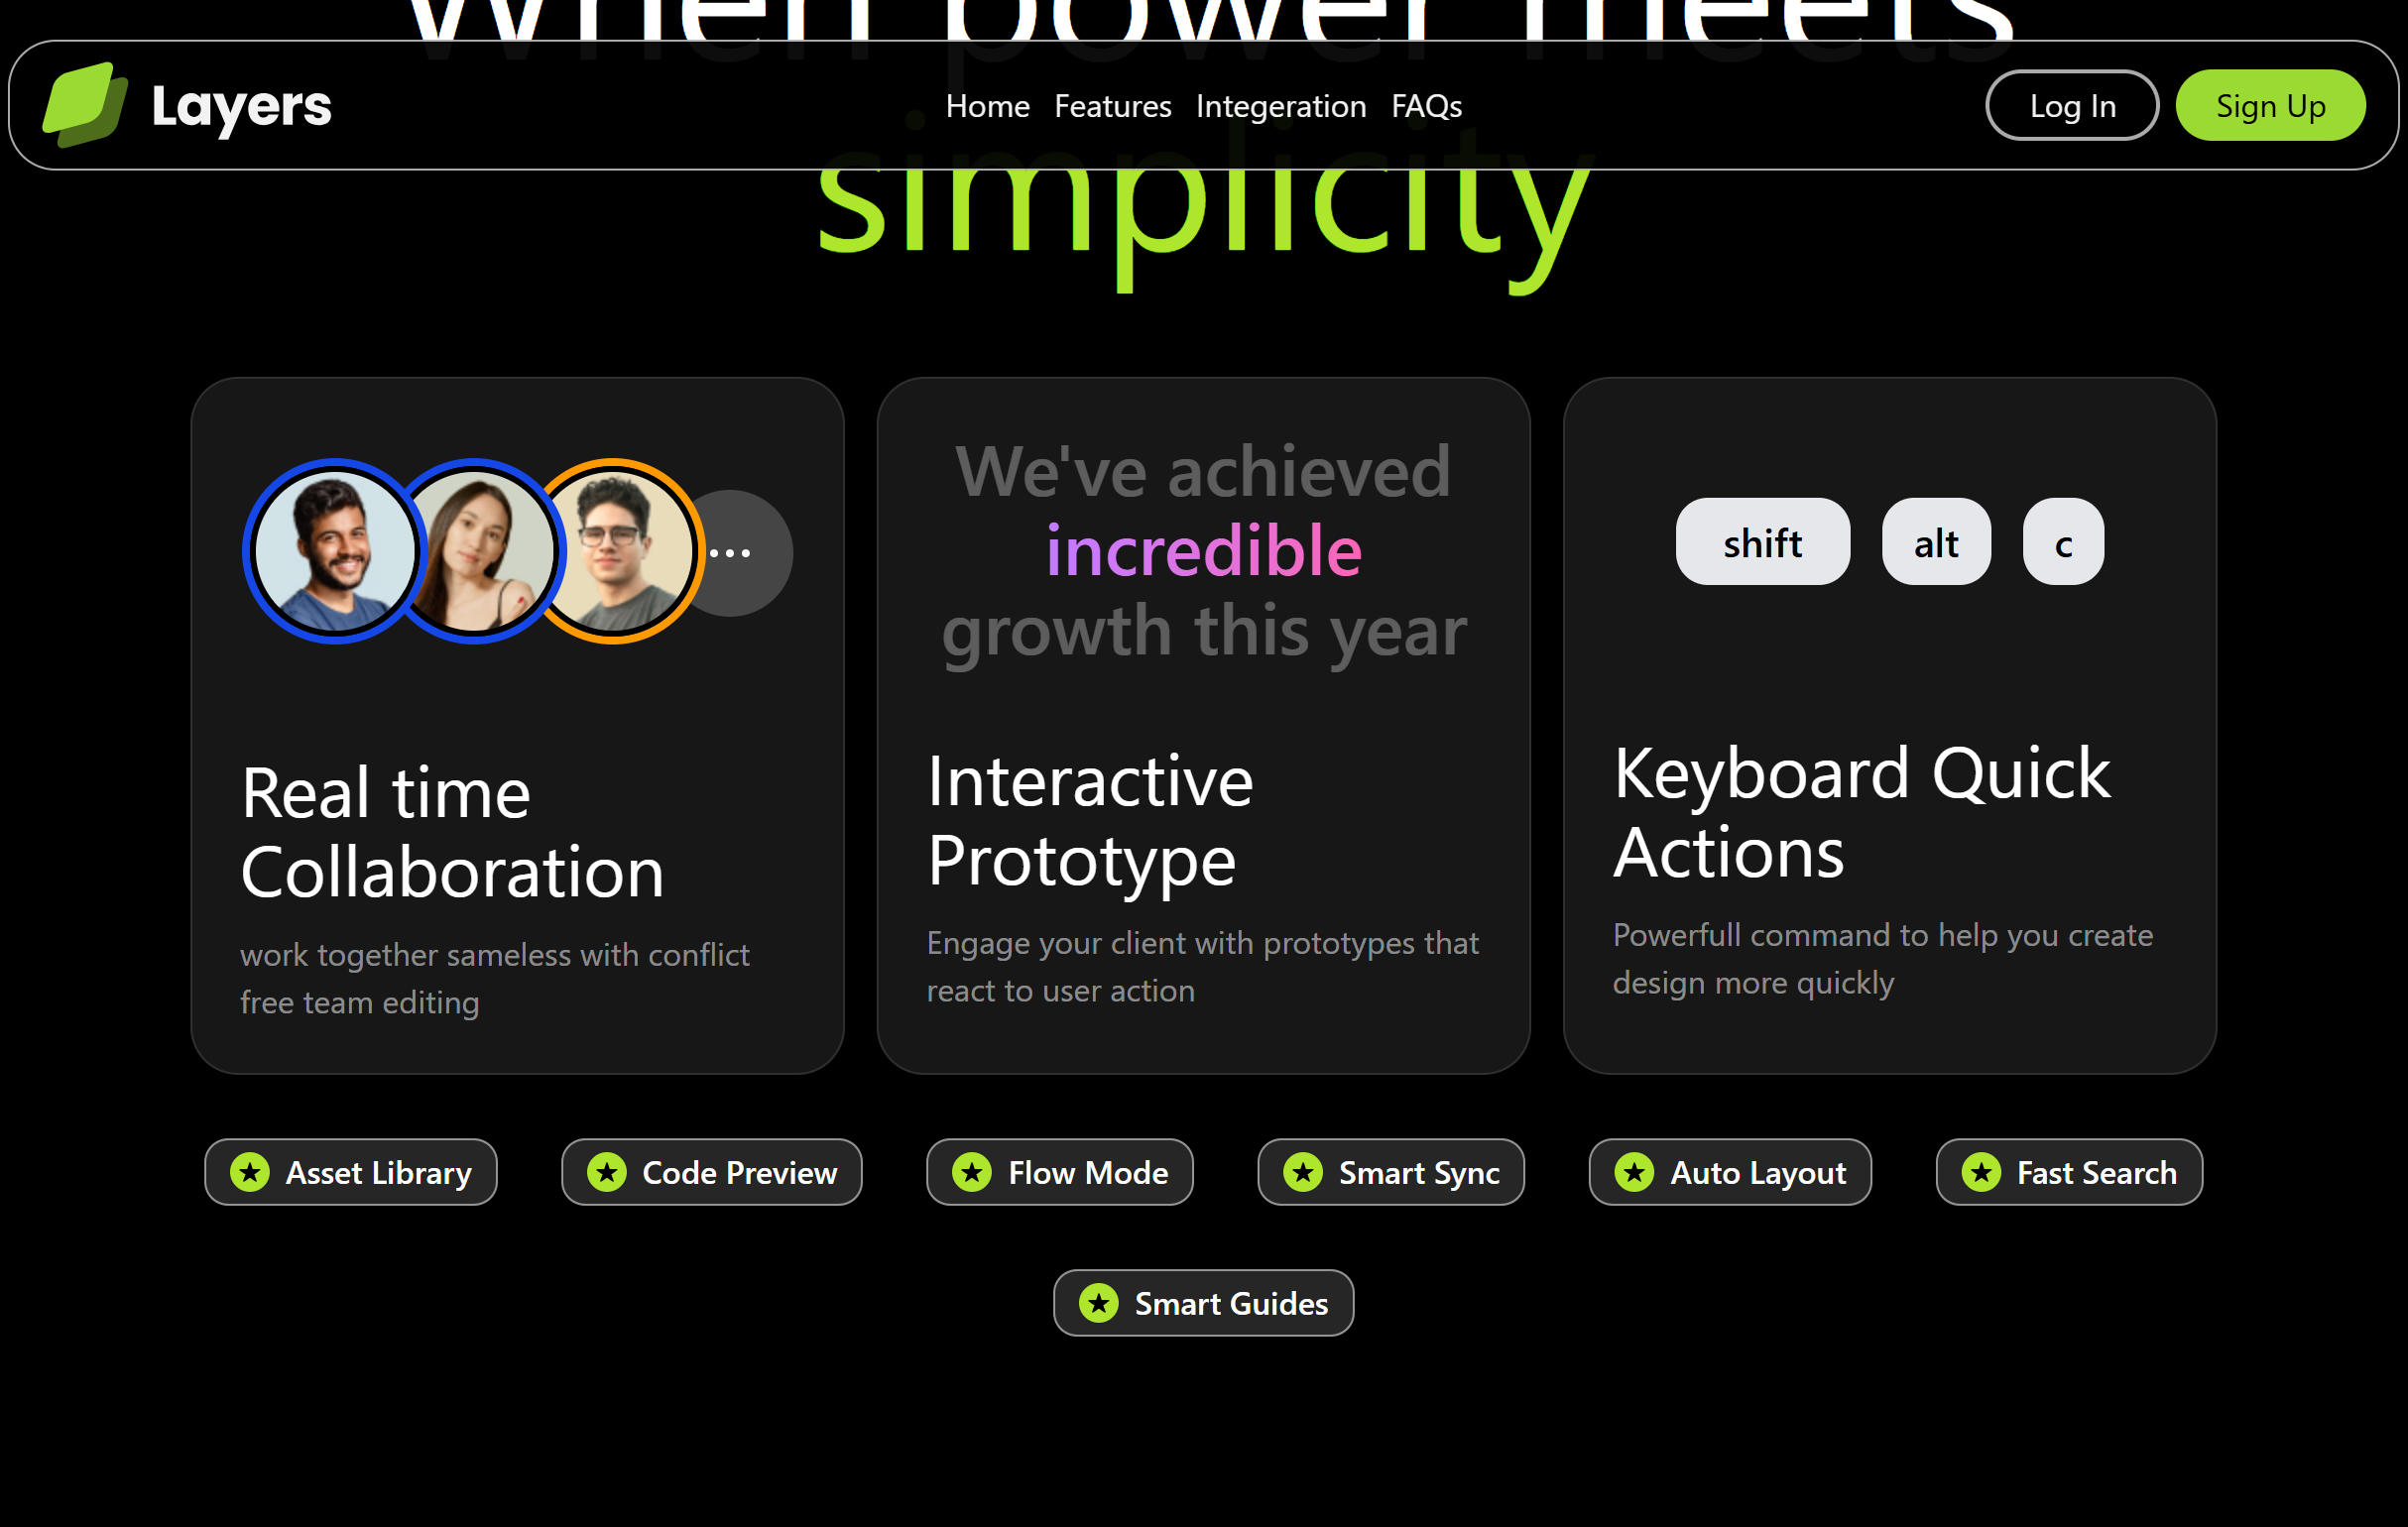 When power meets
Layers
Home Features Integeration FAQs
Log In
Sign Up
simplicity
We've achieved
incredible
growth this year
shift alt c
Real time
Collaboration
work together sameless with conflict
free team editing
Interactive
Prototype
Engage your client with prototypes that
react to user action
Keyboard Quick
Actions
Powerfull command to help you create
design more quickly
Asset Library
Code Preview
Flow Mode
Smart Sync
Auto Layout
Fast Search
Smart Guides